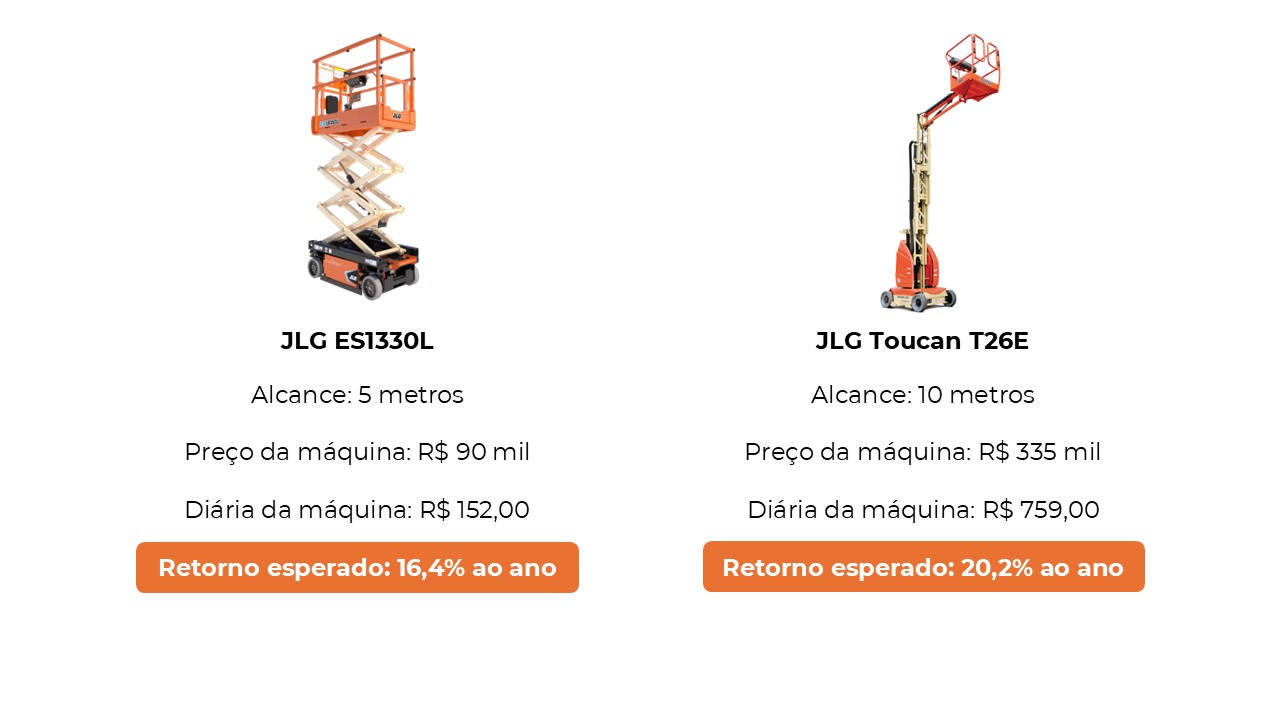 JLG
JLG
JLG ES1330L
Alcance: 5 metros
Preço da máquina: R$ 90 mil
Diária da máquina: R$ 152,00
Retorno esperado: 16,4% ao ano
JLG Toucan T26E
Alcance: 10 metros
Preço da máquina: R$ 335 mil
Diária da máquina: R$ 759,00
Retorno esperado: 20,2% ao ano